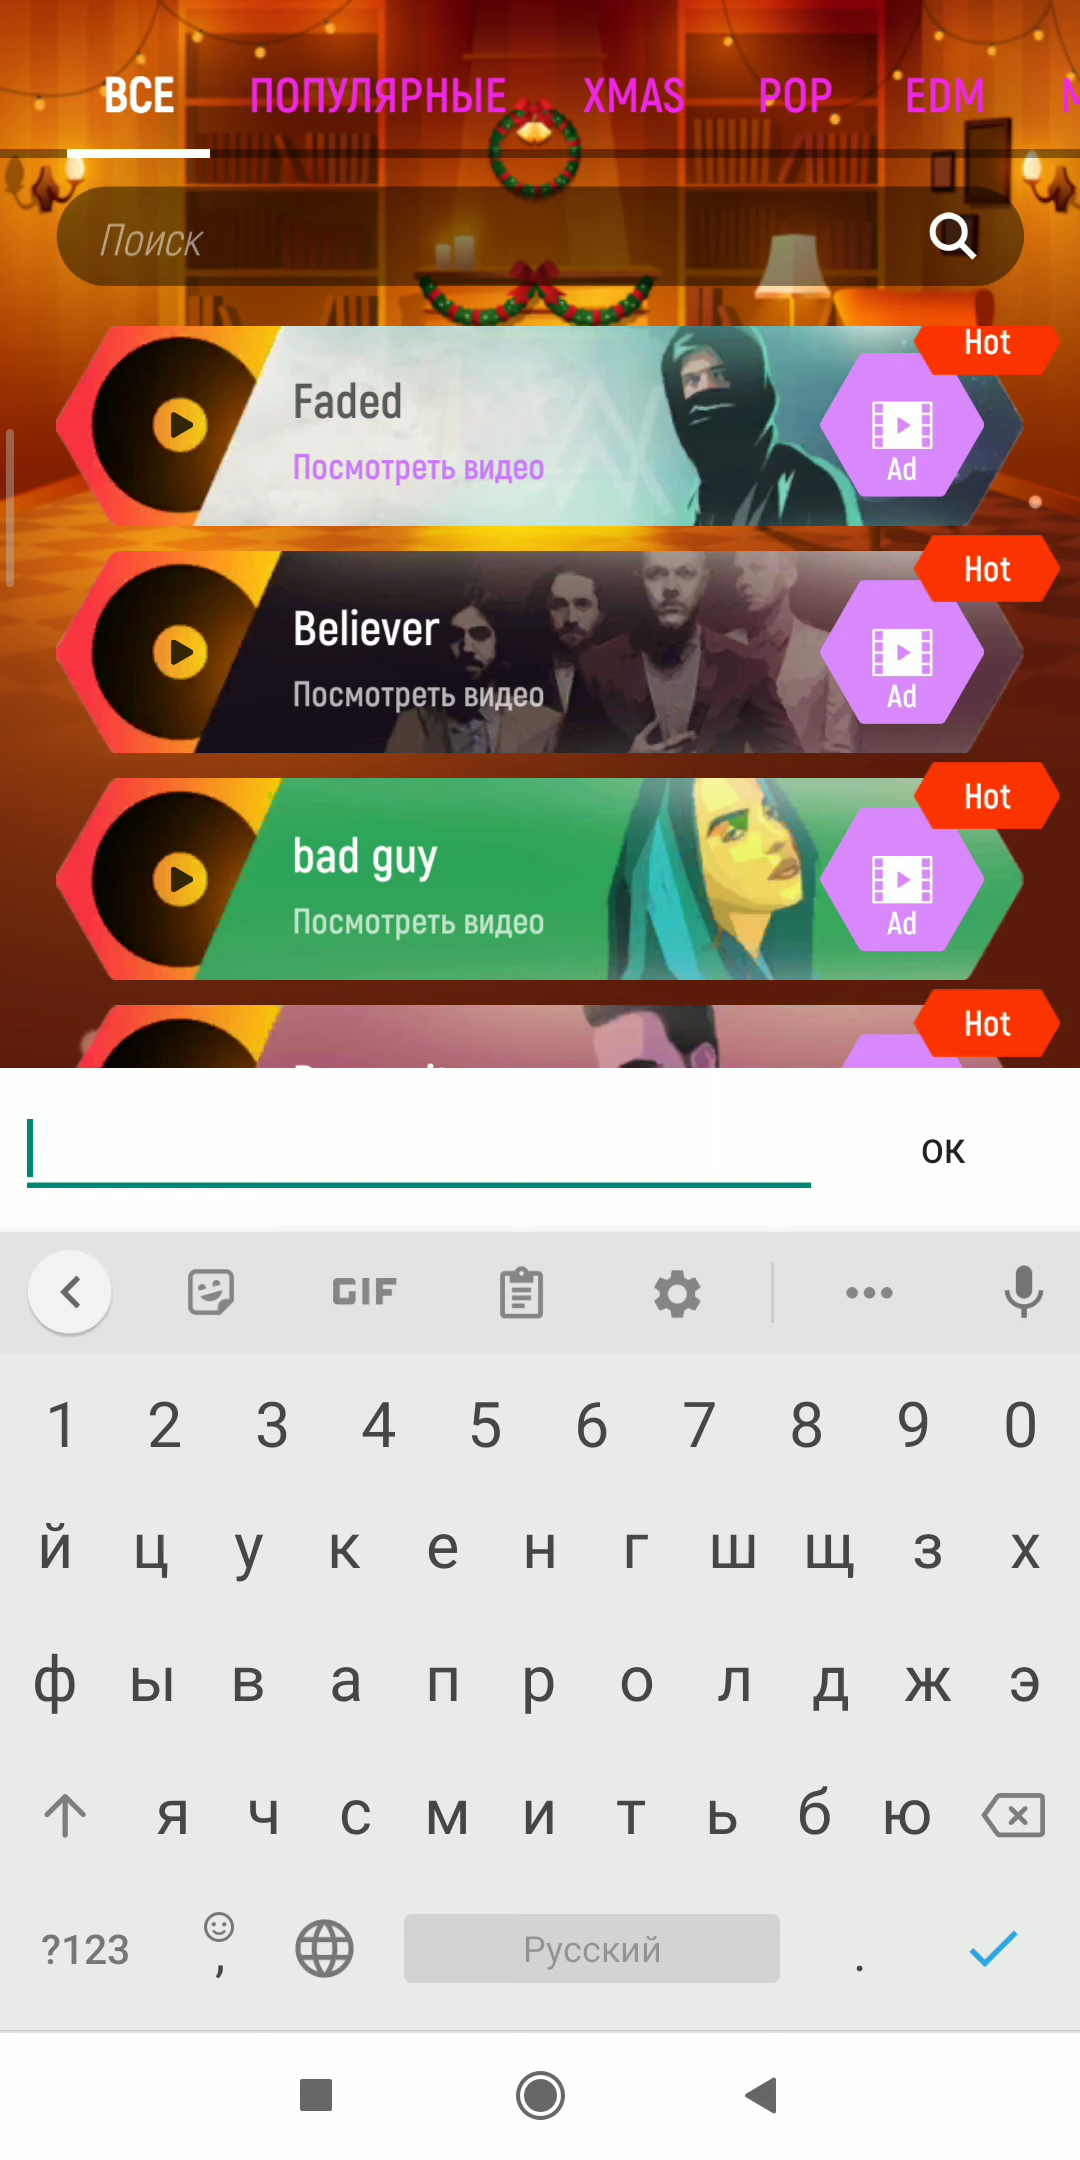 ВСЕ ПОПУЛЯРНЫЕ XMAS POP EDM
Поиск
Hot
Faded
Посмотреть видео
Ad
Hot
Believer
Посмотреть видео
Ad
Hot
bad guy
Посмотреть видео
Ad
Hot
ОК
GIF
1 2 3 4 5 6 7 8 9 0
й ц у к е н г ш щ з х
ф ы в а п р о л д ж э
я ч с м и т ь б ю
?123 , Русский .